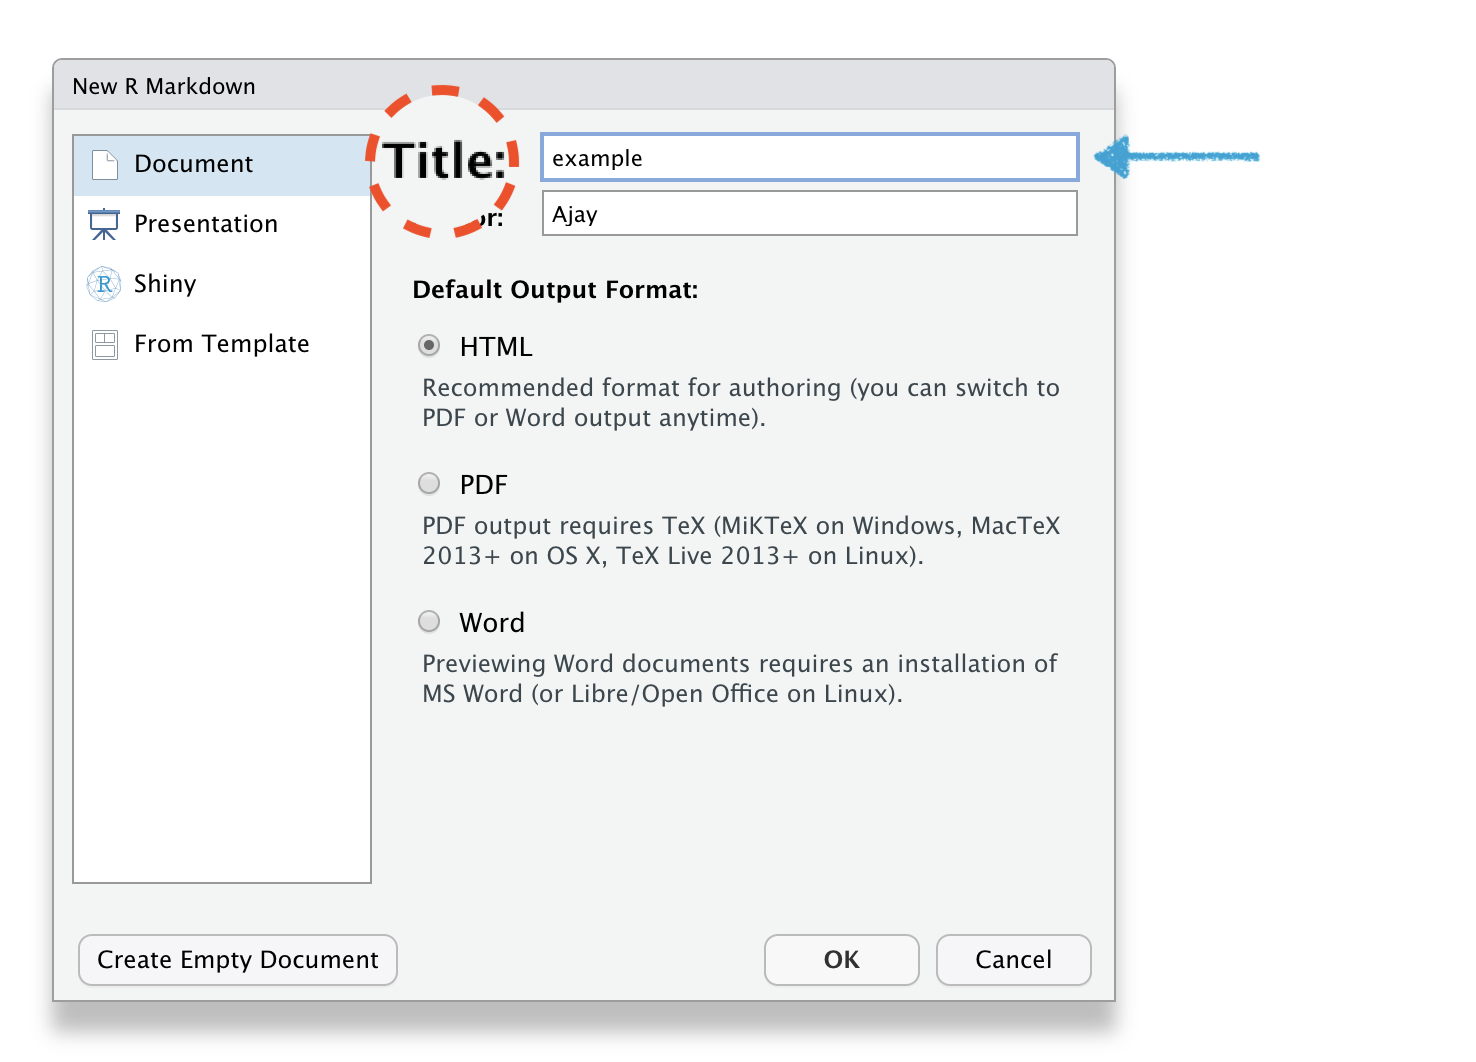 New R Markdown
Document
Presentation
Shiny
From Template
Title: example
or: Ajay
Default Output Format:
HTML
Recommended format for authoring (you can switch to
PDF or Word output anytime).
PDF
PDF output requires TeX (MiKTeX on Windows, MacTeX
2013+ on OS X, TeX Live 2013+ on Linux).
Word
Previewing Word documents requires an installation of
MS Word (or Libre/Open Office on Linux).
Create Empty Document
OK
Cancel